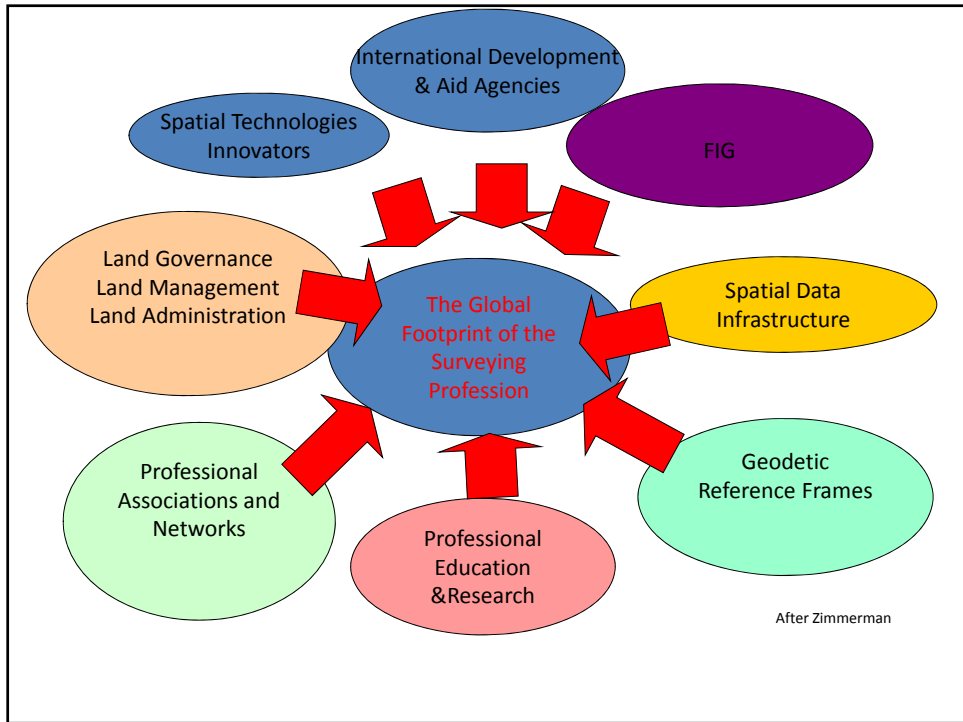 International Development
& Aid Agencies
Spatial Technologies
Innovators
FIG
Land Governance
Land Management
Land Administration
The Global
Footprint of the
Surveying
Profession
Spatial Data
Infrastructure
Professional
Associations and
Networks
Professional
Education
&Research
Geodetic
Reference Frames
After Zimmerman